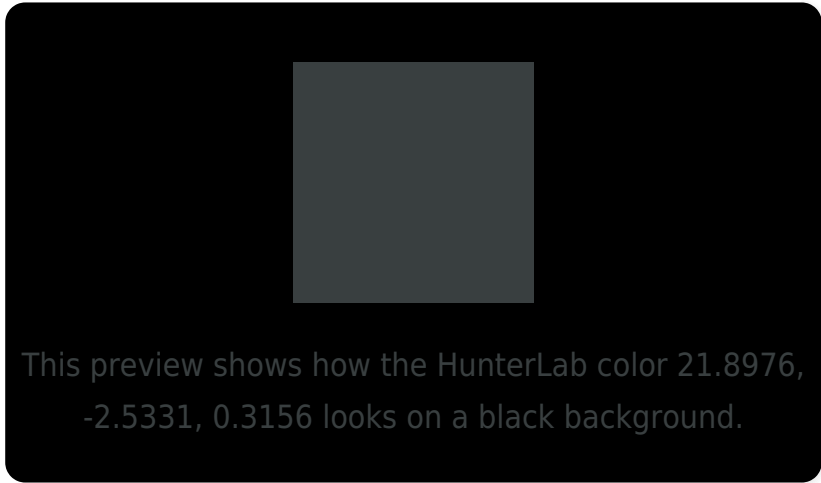 This preview shows how the HunterLab color 21.8976,
-2.5331, 0.3156 looks on a black background.